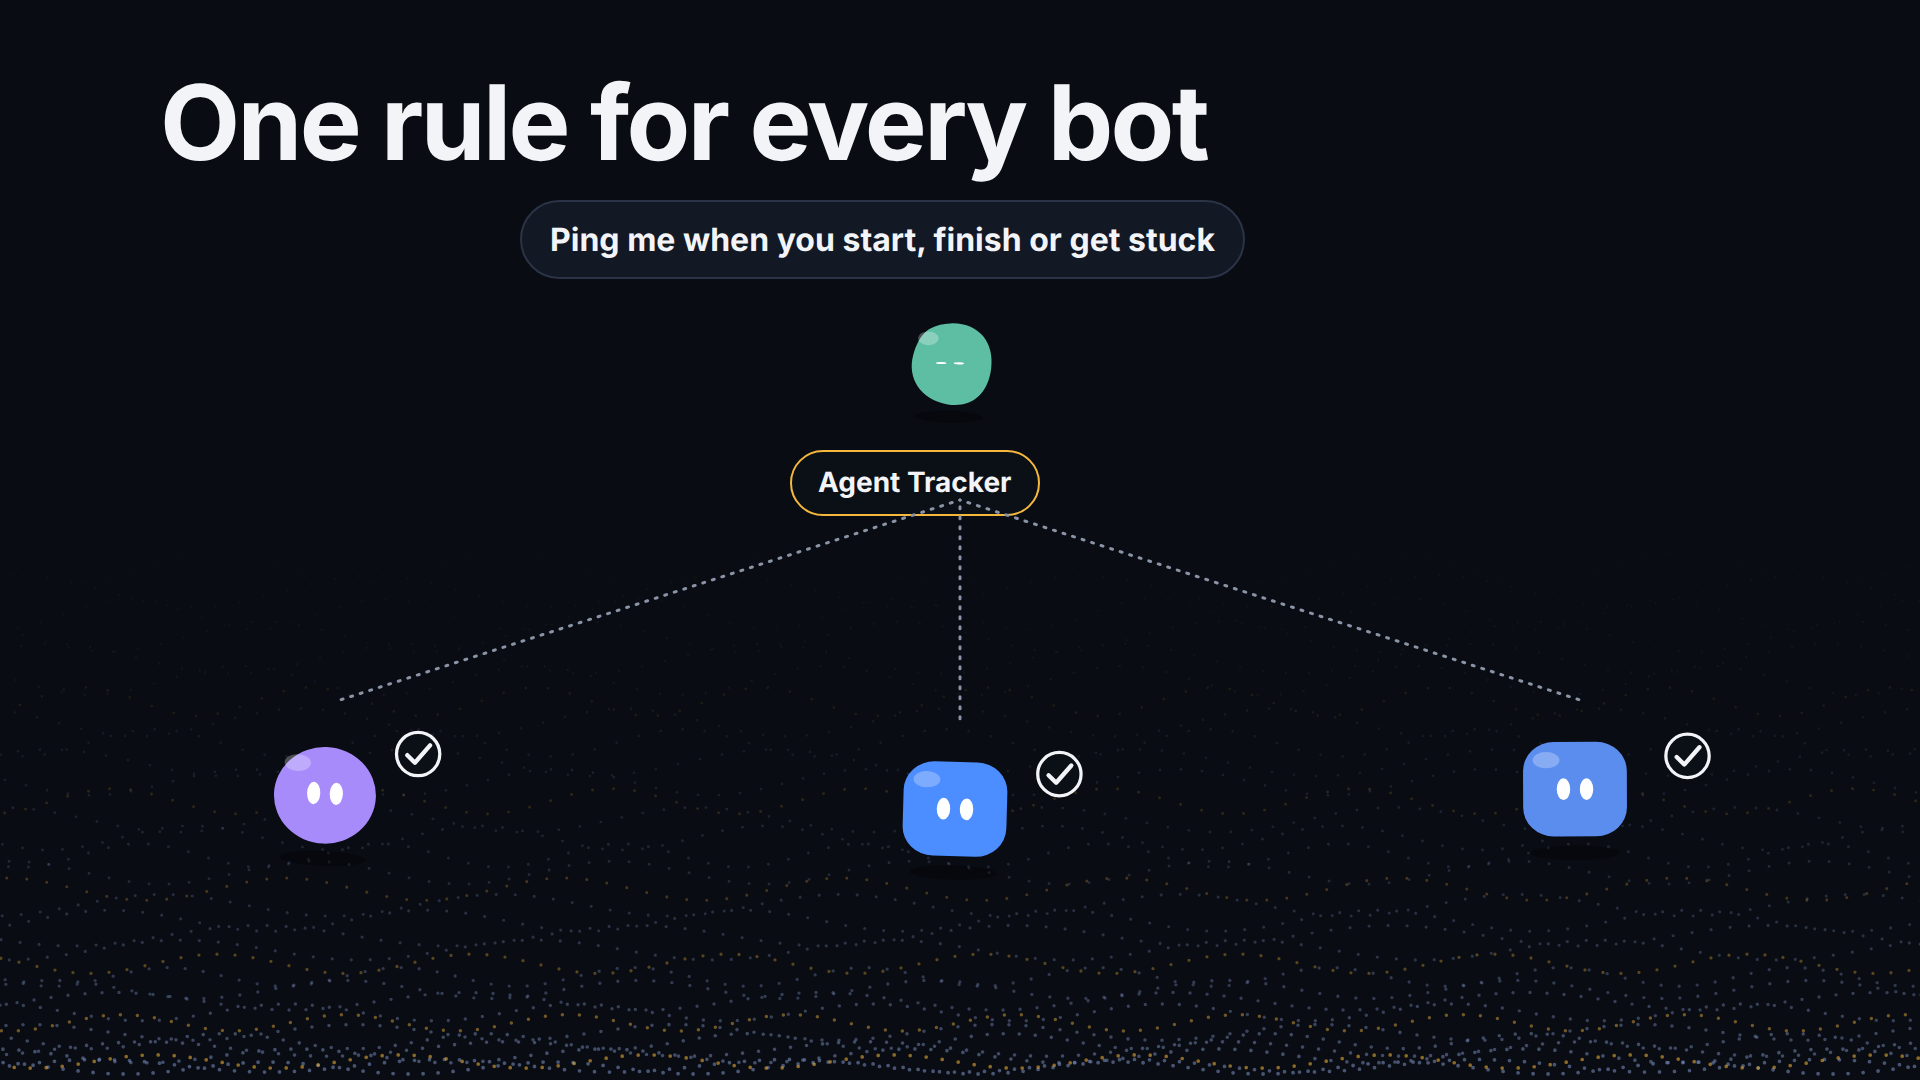 One rule for every bot
Ping me when you start, finish or get stuck
Agent Tracker